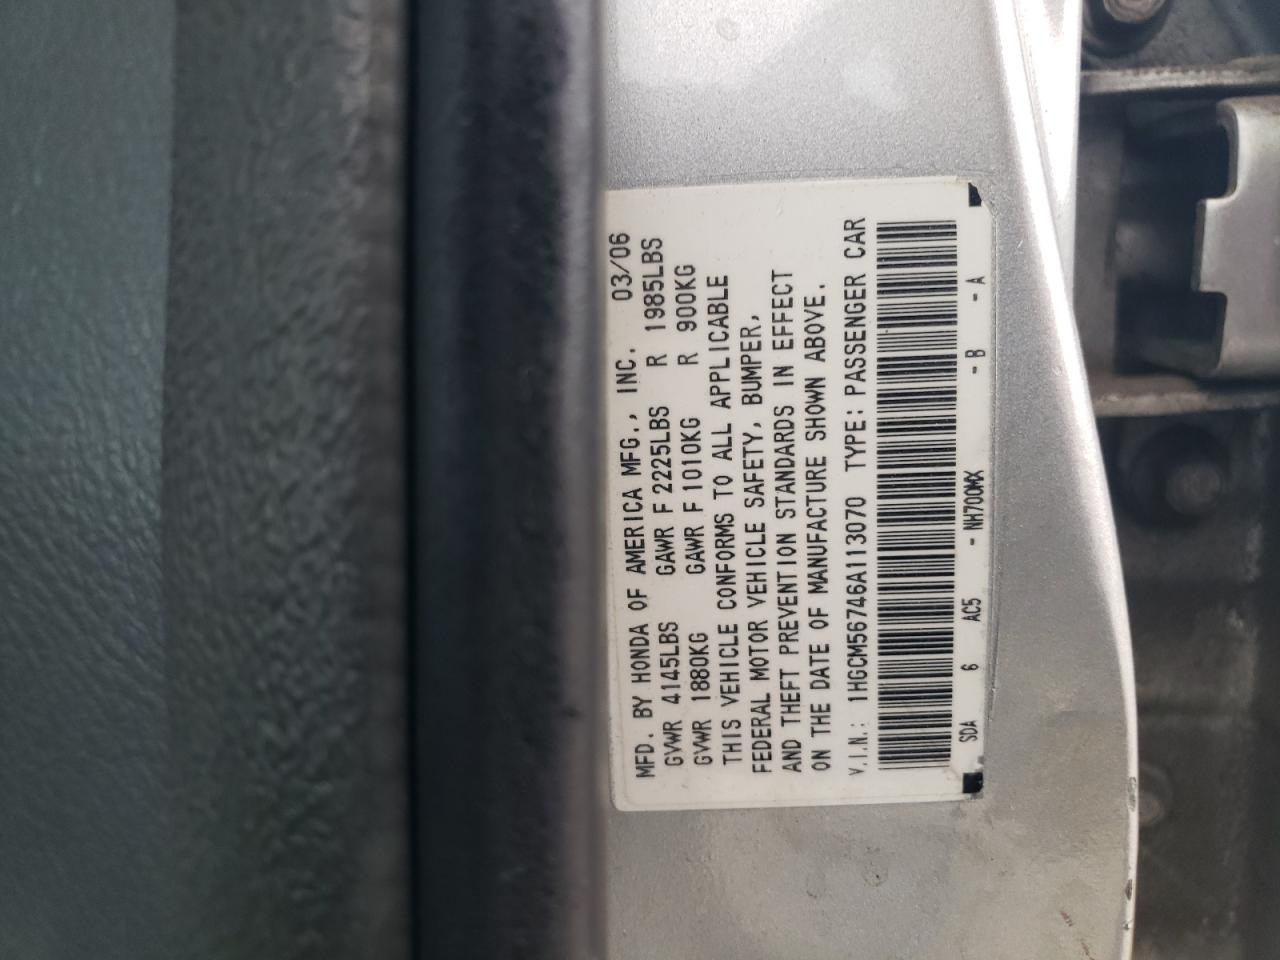 MFD. BY HONDA OF AMERICA MFG., INC. 03/06
GVWR 4145LBS GAWR F 2225LBS R 1985LBS
GVWR 1880KG GAWR F 1010KG R 900KG
THIS VEHICLE CONFORMS TO ALL APPLICABLE
FEDERAL MOTOR VEHICLE SAFETY, BUMPER,
AND THEFT PREVENTION STANDARDS IN EFFECT
ON THE DATE OF MANUFACTURE SHOWN ABOVE.
V.I.N.: 1HGCM56746A113070 TYPE: PASSENGER CAR
SDA 6 AC5 - NH700MX - B - A